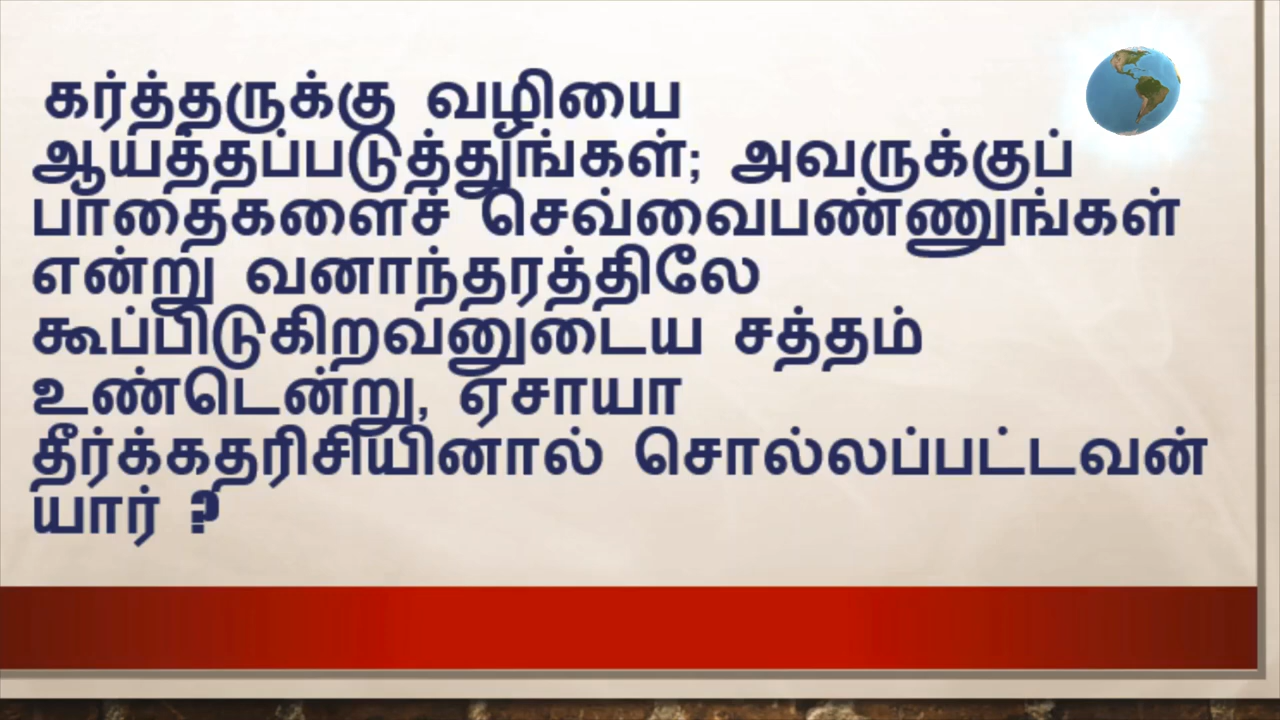 கர்த்தருக்கு வழியை
ஆயத்தப்படுத்துங்கள்; அவருக்குப்
பாதைகளைச் செவ்வைபண்ணுங்கள்
என்று வனாந்தரத்திலே
கூப்பிடுகிறவனுடைய சத்தம்
உண்டென்று, ஏசாயா
தீர்க்கதரிசியினால் சொல்லப்பட்டவன்
யார் ?